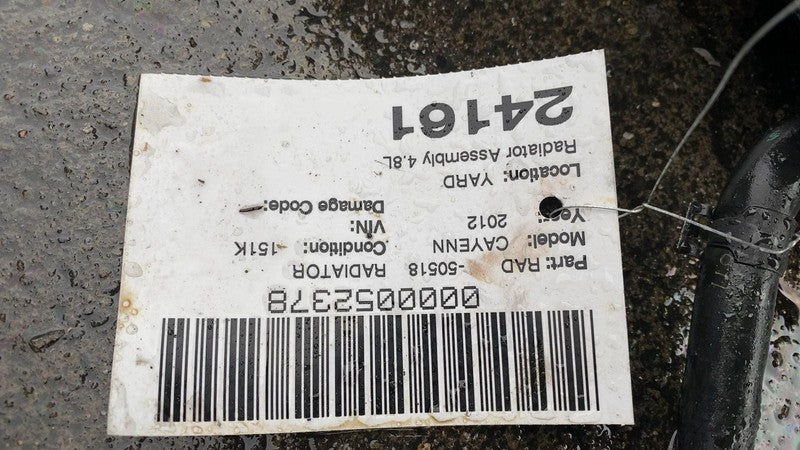 0000052378
Part: RAD -50518 RADIATOR
Model: CAYENN Condition: 151K
Year: 2012 VIN:
Damage Code:
Location: YARD
Radiator Assembly 4.8L
24161